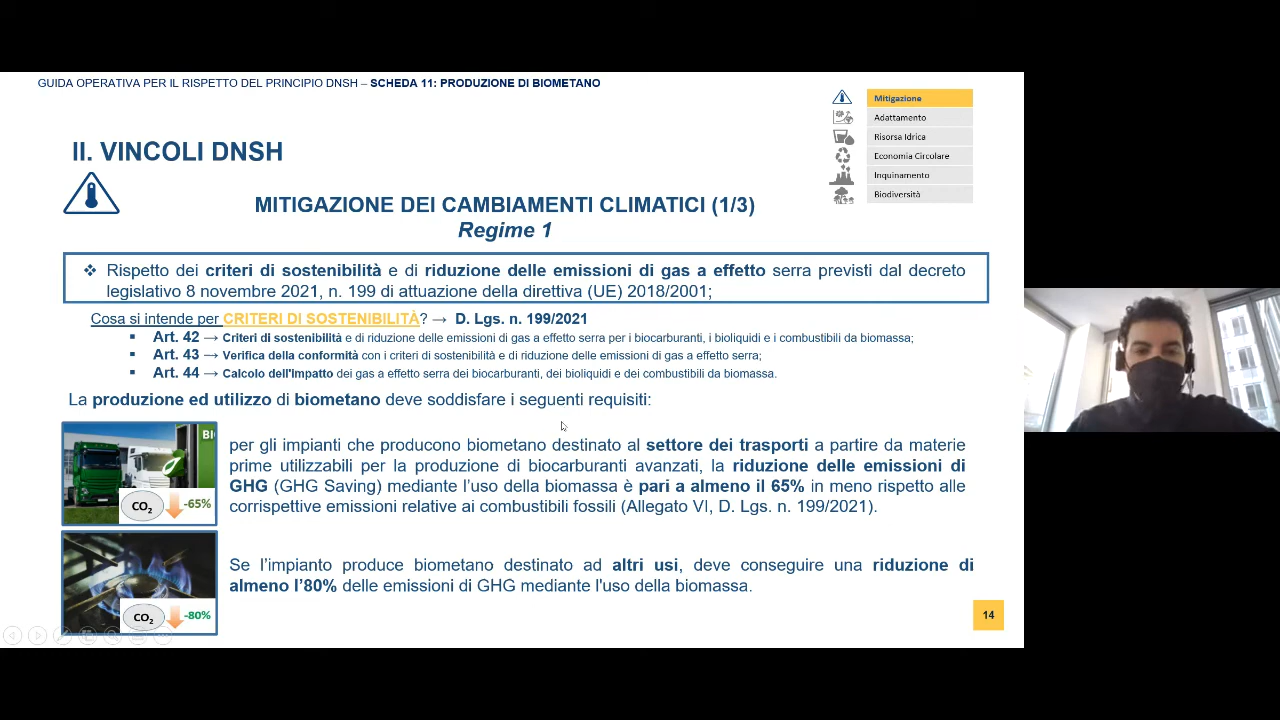 GUIDA OPERATIVA PER IL RISPETTO DEL PRINCIPIO DNSH – SCHEDA 11: PRODUZIONE DI BIOMETANO
Mitigazione
Adattamento
Risorsa Idrica
Economia Circolare
Inquinamento
Biodiversità
II. VINCOLI DNSH
MITIGAZIONE DEI CAMBIAMENTI CLIMATICI (1/3)
Regime 1
❖ Rispetto dei criteri di sostenibilità e di riduzione delle emissioni di gas a effetto serra previsti dal decreto
legislativo 8 novembre 2021, n. 199 di attuazione della direttiva (UE) 2018/2001;
Cosa si intende per CRITERI DI SOSTENIBILITÀ? → D. Lgs. n. 199/2021
▪ Art. 42 → Criteri di sostenibilità e di riduzione delle emissioni di gas a effetto serra per i biocarburanti, i bioliquidi e i combustibili da biomassa;
▪ Art. 43 → Verifica della conformità con i criteri di sostenibilità e di riduzione delle emissioni di gas a effetto serra;
▪ Art. 44 → Calcolo dell'impatto dei gas a effetto serra dei biocarburanti, dei bioliquidi e dei combustibili da biomassa.
La produzione ed utilizzo di biometano deve soddisfare i seguenti requisiti:
BI
CO₂ -65%
per gli impianti che producono biometano destinato al settore dei trasporti a partire da materie
prime utilizzabili per la produzione di biocarburanti avanzati, la riduzione delle emissioni di
GHG (GHG Saving) mediante l'uso della biomassa è pari a almeno il 65% in meno rispetto alle
corrispettive emissioni relative ai combustibili fossili (Allegato VI, D. Lgs. n. 199/2021).
CO₂ -80%
Se l'impianto produce biometano destinato ad altri usi, deve conseguire una riduzione di
almeno l'80% delle emissioni di GHG mediante l'uso della biomassa.
14